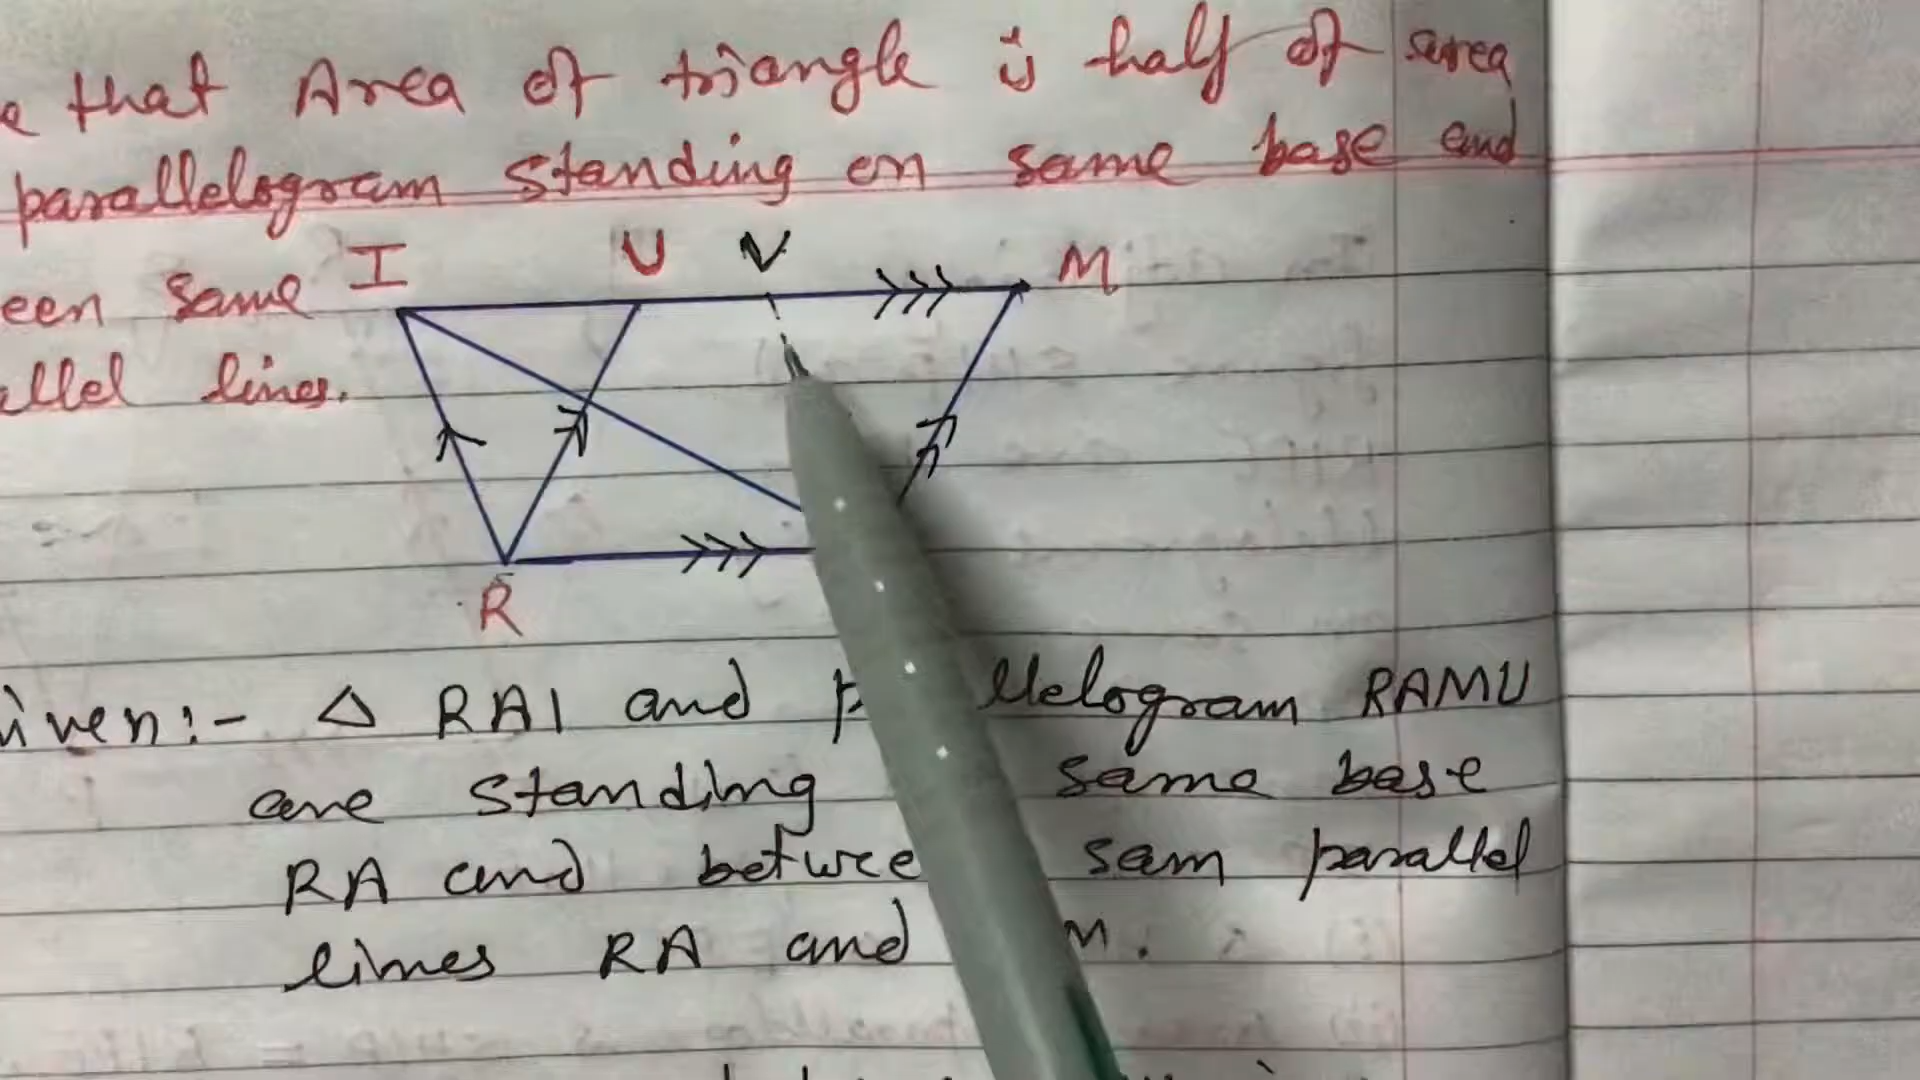 that Area of triangle is half of area
parallelogram standing on same base and
I U V M
een same
allel lines.
R
iven:- △ RAI and llelogram RAMU
are standing same base
RA and betwee sam parallel
lines RA and M.